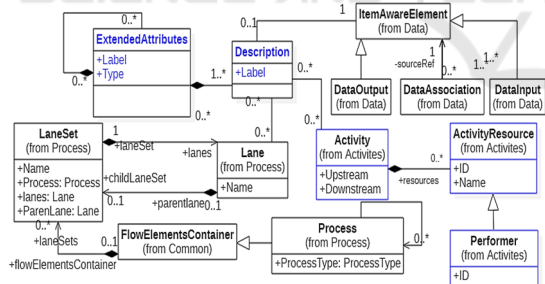 0..*
0..1
1
ItemAwareElement
(from Data)
ExtendedAttributes
+Label
+Type
0..*
1..*
Description
+Label
0..*
1
-sourceRef
0..*
1..*
1..*
DataOutput
(from Data)
DataAssociation
(from Data)
DataInput
(from Data)
0..*
0..*
0..*
0..*
LaneSet
(from Process)
+Name
+Process: Process
+lanes: Lane
+ParenLane: Lane
1
+laneSet
+lanes
Lane
+Name
+childLaneSet
0..1
+parentlane
0..1
Activity
(from Activites)
+Upstream
+Downstream
0..*
+resources
ActivityResource
(from Activites)
+ID
+Name
0..*
+laneSets
0..1
+flowElementsContainer
FlowElementsContainer
(from Common)
Process
(from Process)
+ProcessType: ProcessType
0..*
Performer
(from Activites)
+ID